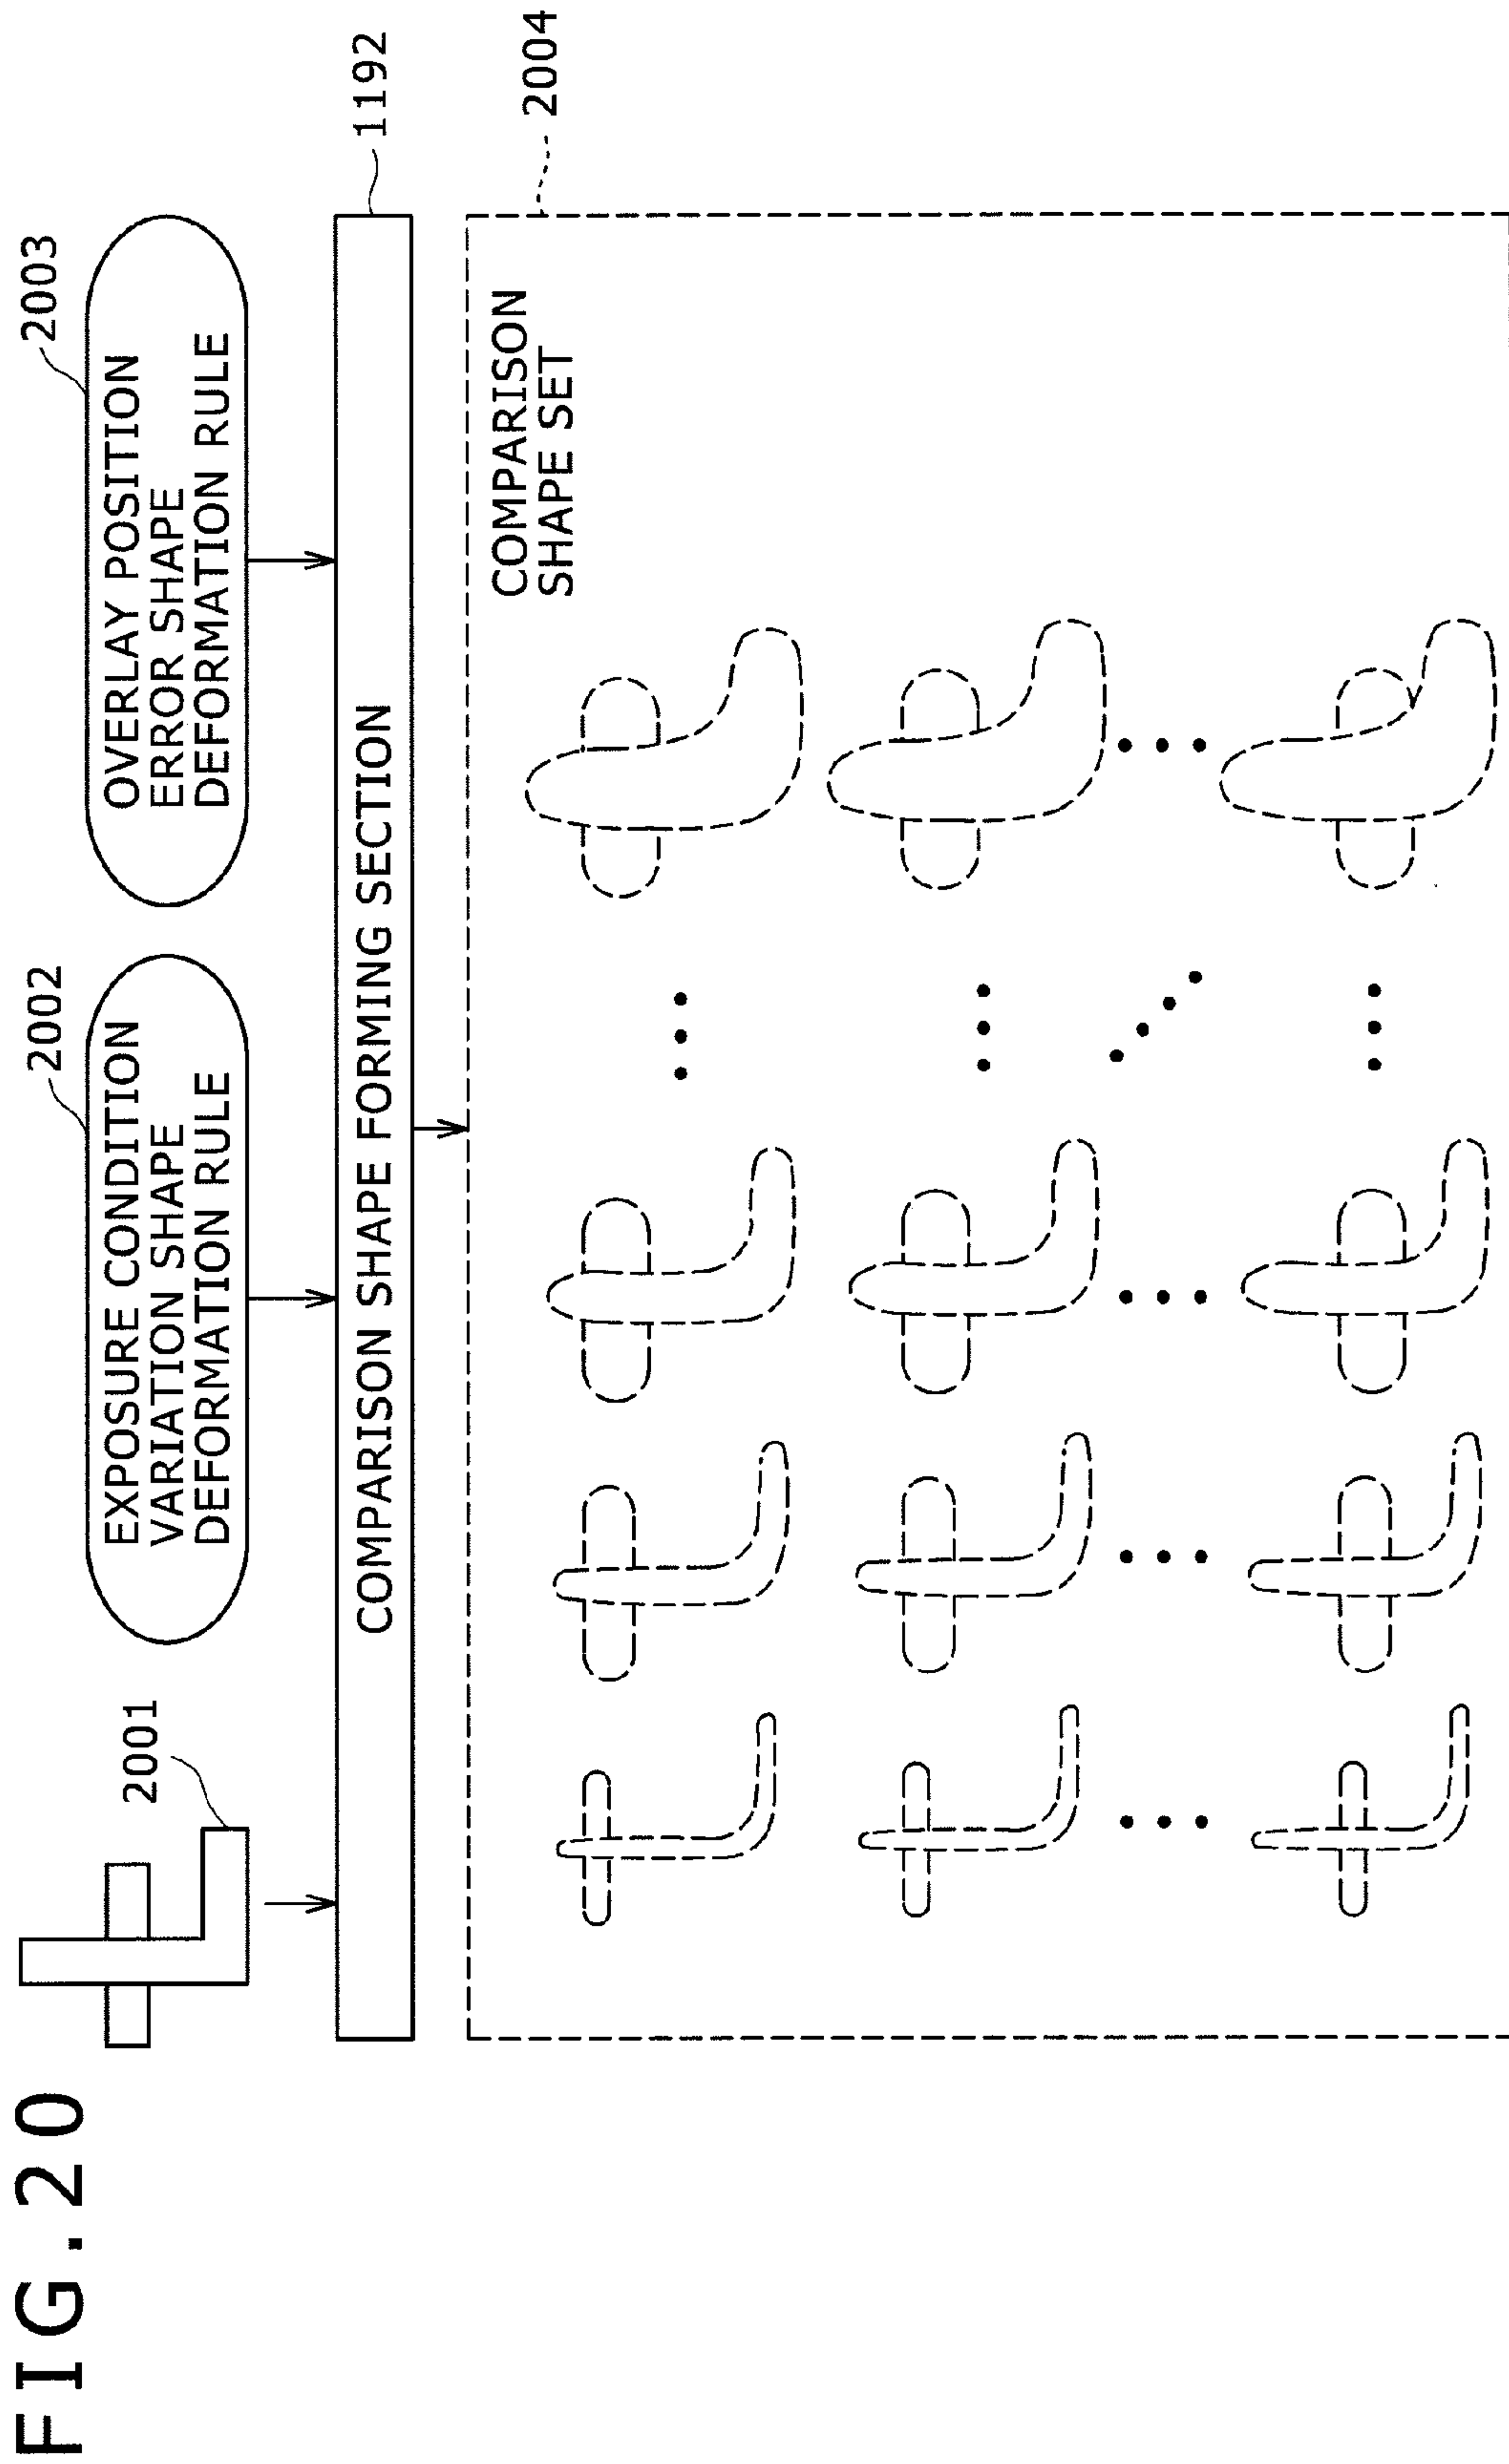 FIG.20
2001
2002
EXPOSURE CONDITION
VARIATION SHAPE
DEFORMATION RULE
2003
OVERLAY POSITION
ERROR SHAPE
DEFORMATION RULE
COMPARISON SHAPE FORMING SECTION
1192
2004
COMPARISON
SHAPE SET